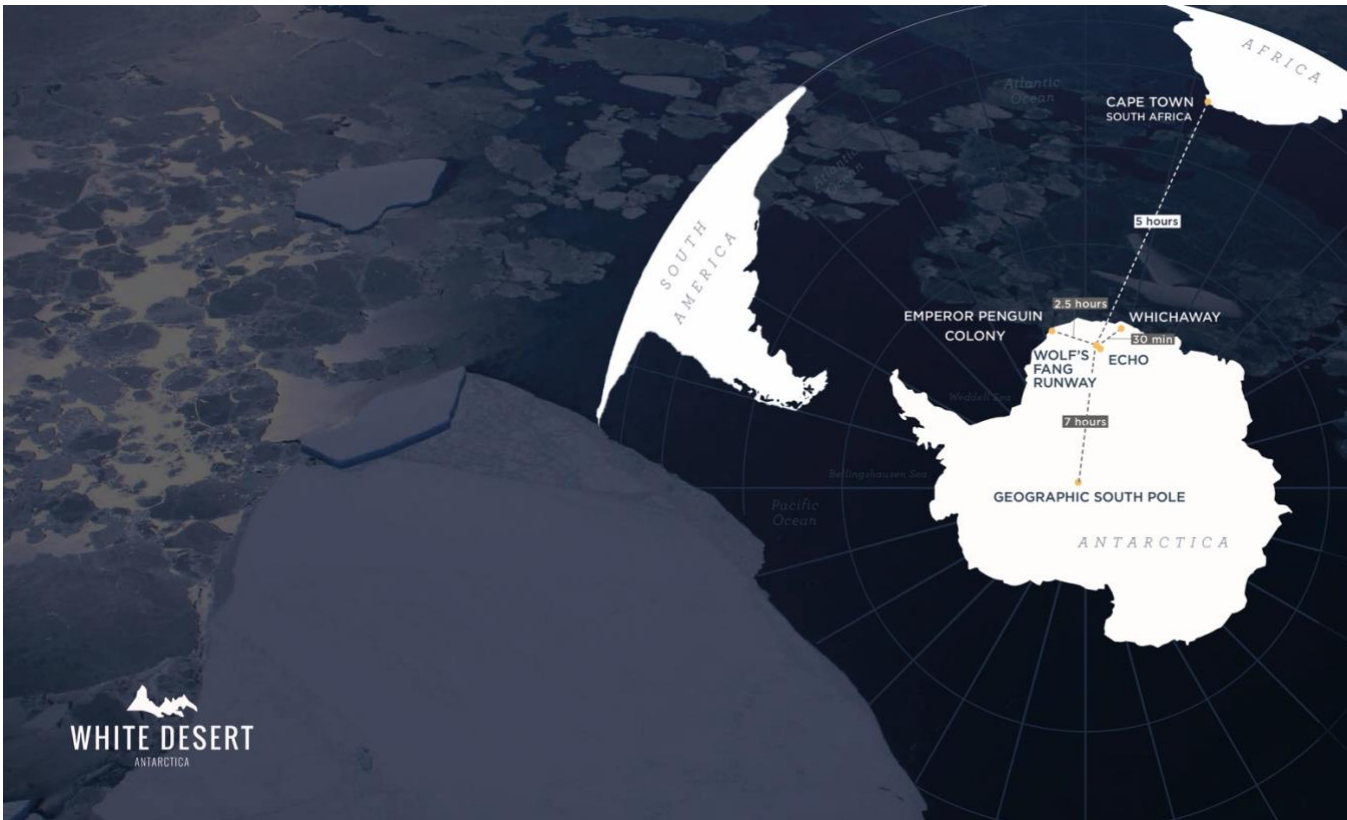 AFRICA
Atlantic
Ocean
CAPE TOWN
SOUTH AFRICA
Atlantic
Ocean
5 hours
SOUTH
AMERICA
2.5 hours
EMPEROR PENGUIN
COLONY
WHICHAWAY
30 min
WOLF'S
FANG
RUNWAY
ECHO
Weddell Sea
7 hours
Bellingshausen Sea
GEOGRAPHIC SOUTH POLE
Pacific
Ocean
ANTARCTICA
WHITE DESERT
ANTARCTICA